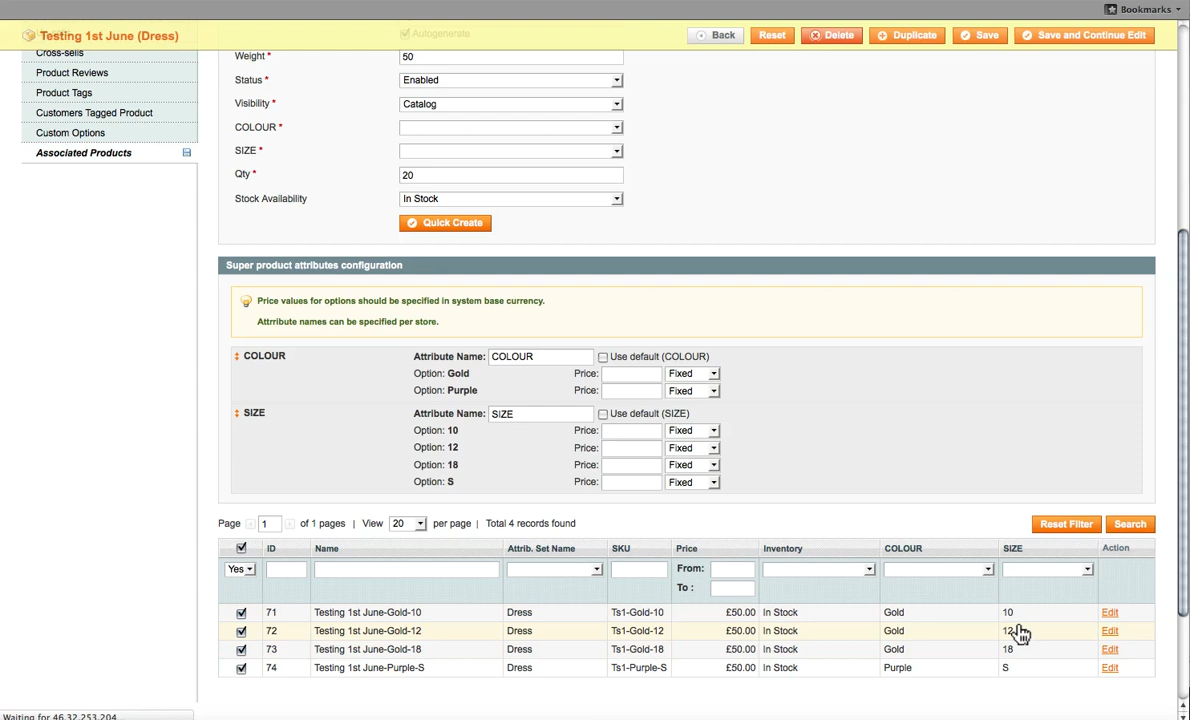 Bookmarks
Testing 1st June (Dress)
Autogenerate
Back Reset Delete Duplicate Save Save and Continue Edit
Cross-sells
Product Reviews
Product Tags
Customers Tagged Product
Custom Options
Associated Products
Weight * 50
Status * Enabled
Visibility * Catalog
COLOUR *
SIZE *
Qty * 20
Stock Availability In Stock
Quick Create
Super product attributes configuration
Price values for options should be specified in system base currency.
Attrribute names can be specified per store.
COLOUR Attribute Name: COLOUR Use default (COLOUR)
Option: Gold Price: Fixed
Option: Purple Price: Fixed
SIZE Attribute Name: SIZE Use default (SIZE)
Option: 10 Price: Fixed
Option: 12 Price: Fixed
Option: 18 Price: Fixed
Option: S Price: Fixed
Page 1 of 1 pages | View 20 per page | Total 4 records found Reset Filter Search
ID Name Attrib. Set Name SKU Price Inventory COLOUR SIZE Action
Yes From:
To :
71 Testing 1st June-Gold-10 Dress Ts1-Gold-10 £50.00 In Stock Gold 10 Edit
72 Testing 1st June-Gold-12 Dress Ts1-Gold-12 £50.00 In Stock Gold 12 Edit
73 Testing 1st June-Gold-18 Dress Ts1-Gold-18 £50.00 In Stock Gold 18 Edit
74 Testing 1st June-Purple-S Dress Ts1-Purple-S £50.00 In Stock Purple S Edit
Waiting for 46.32.253.204...